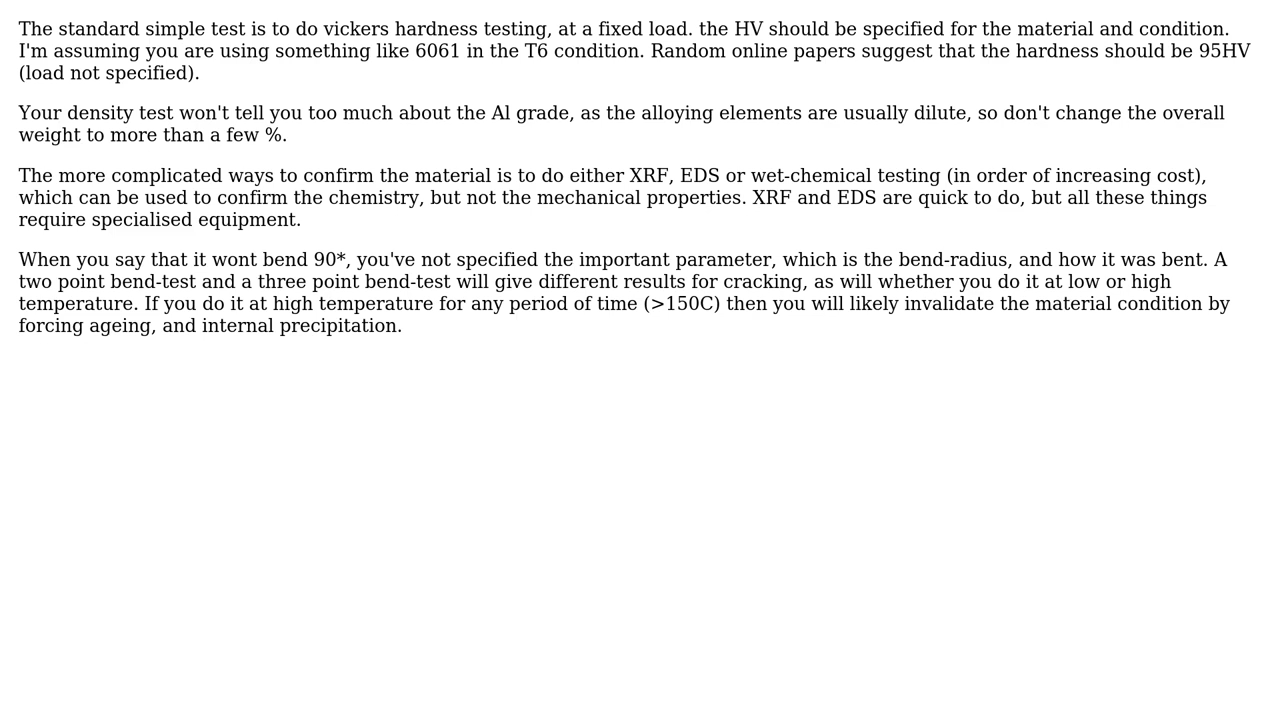 The standard simple test is to do vickers hardness testing, at a fixed load. the HV should be specified for the material and condition.
I'm assuming you are using something like 6061 in the T6 condition. Random online papers suggest that the hardness should be 95HV
(load not specified).
Your density test won't tell you too much about the Al grade, as the alloying elements are usually dilute, so don't change the overall
weight to more than a few %.
The more complicated ways to confirm the material is to do either XRF, EDS or wet-chemical testing (in order of increasing cost),
which can be used to confirm the chemistry, but not the mechanical properties. XRF and EDS are quick to do, but all these things
require specialised equipment.
When you say that it wont bend 90*, you've not specified the important parameter, which is the bend-radius, and how it was bent. A
two point bend-test and a three point bend-test will give different results for cracking, as will whether you do it at low or high
temperature. If you do it at high temperature for any period of time (>150C) then you will likely invalidate the material condition by
forcing ageing, and internal precipitation.